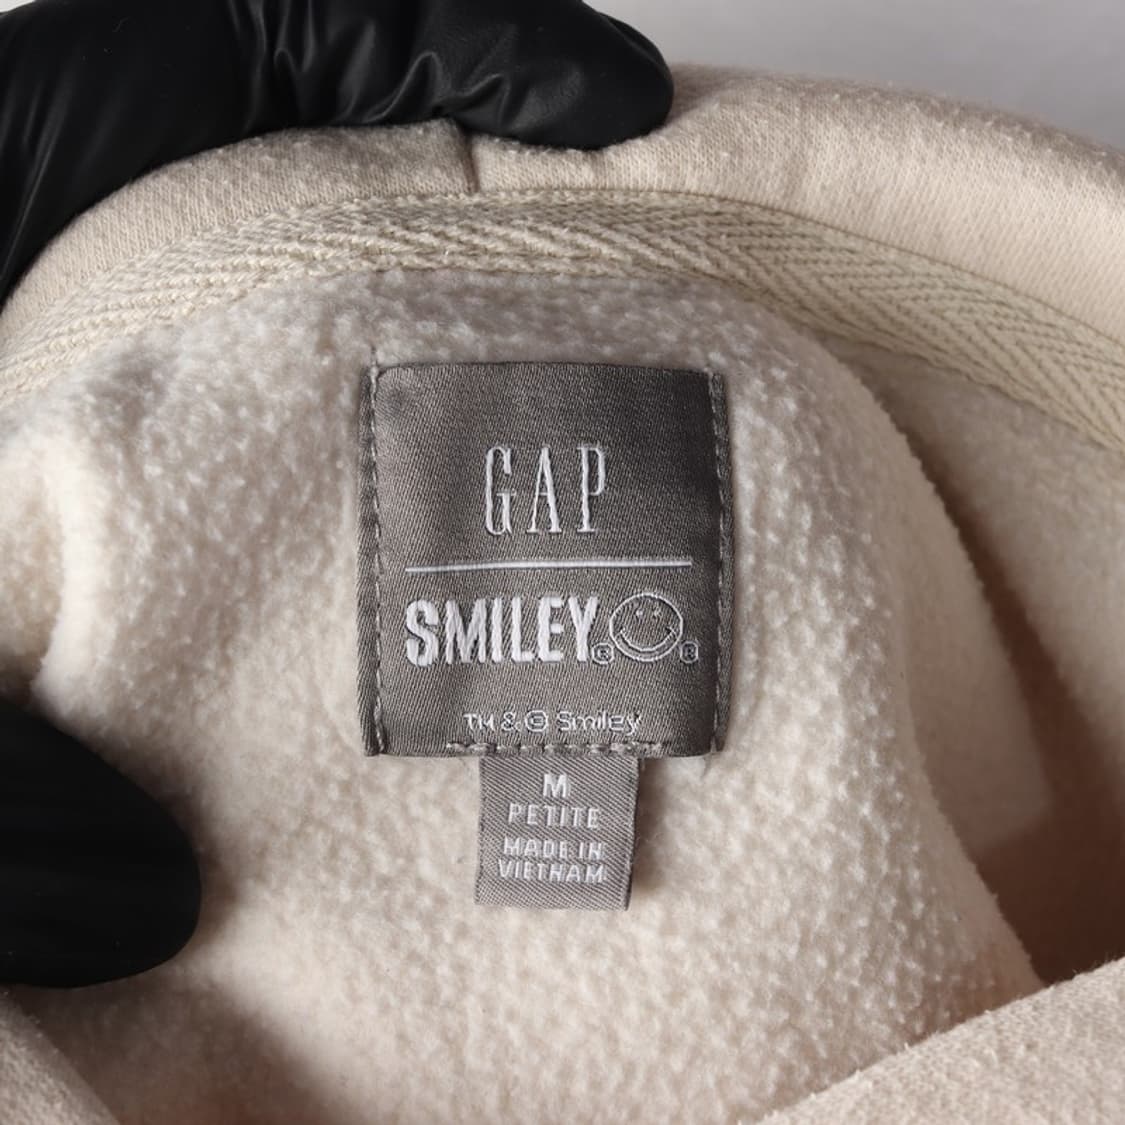 GAP
SMILEY® ®
TM & © Smiley
M
PETITE
MADE IN
VIETNAM